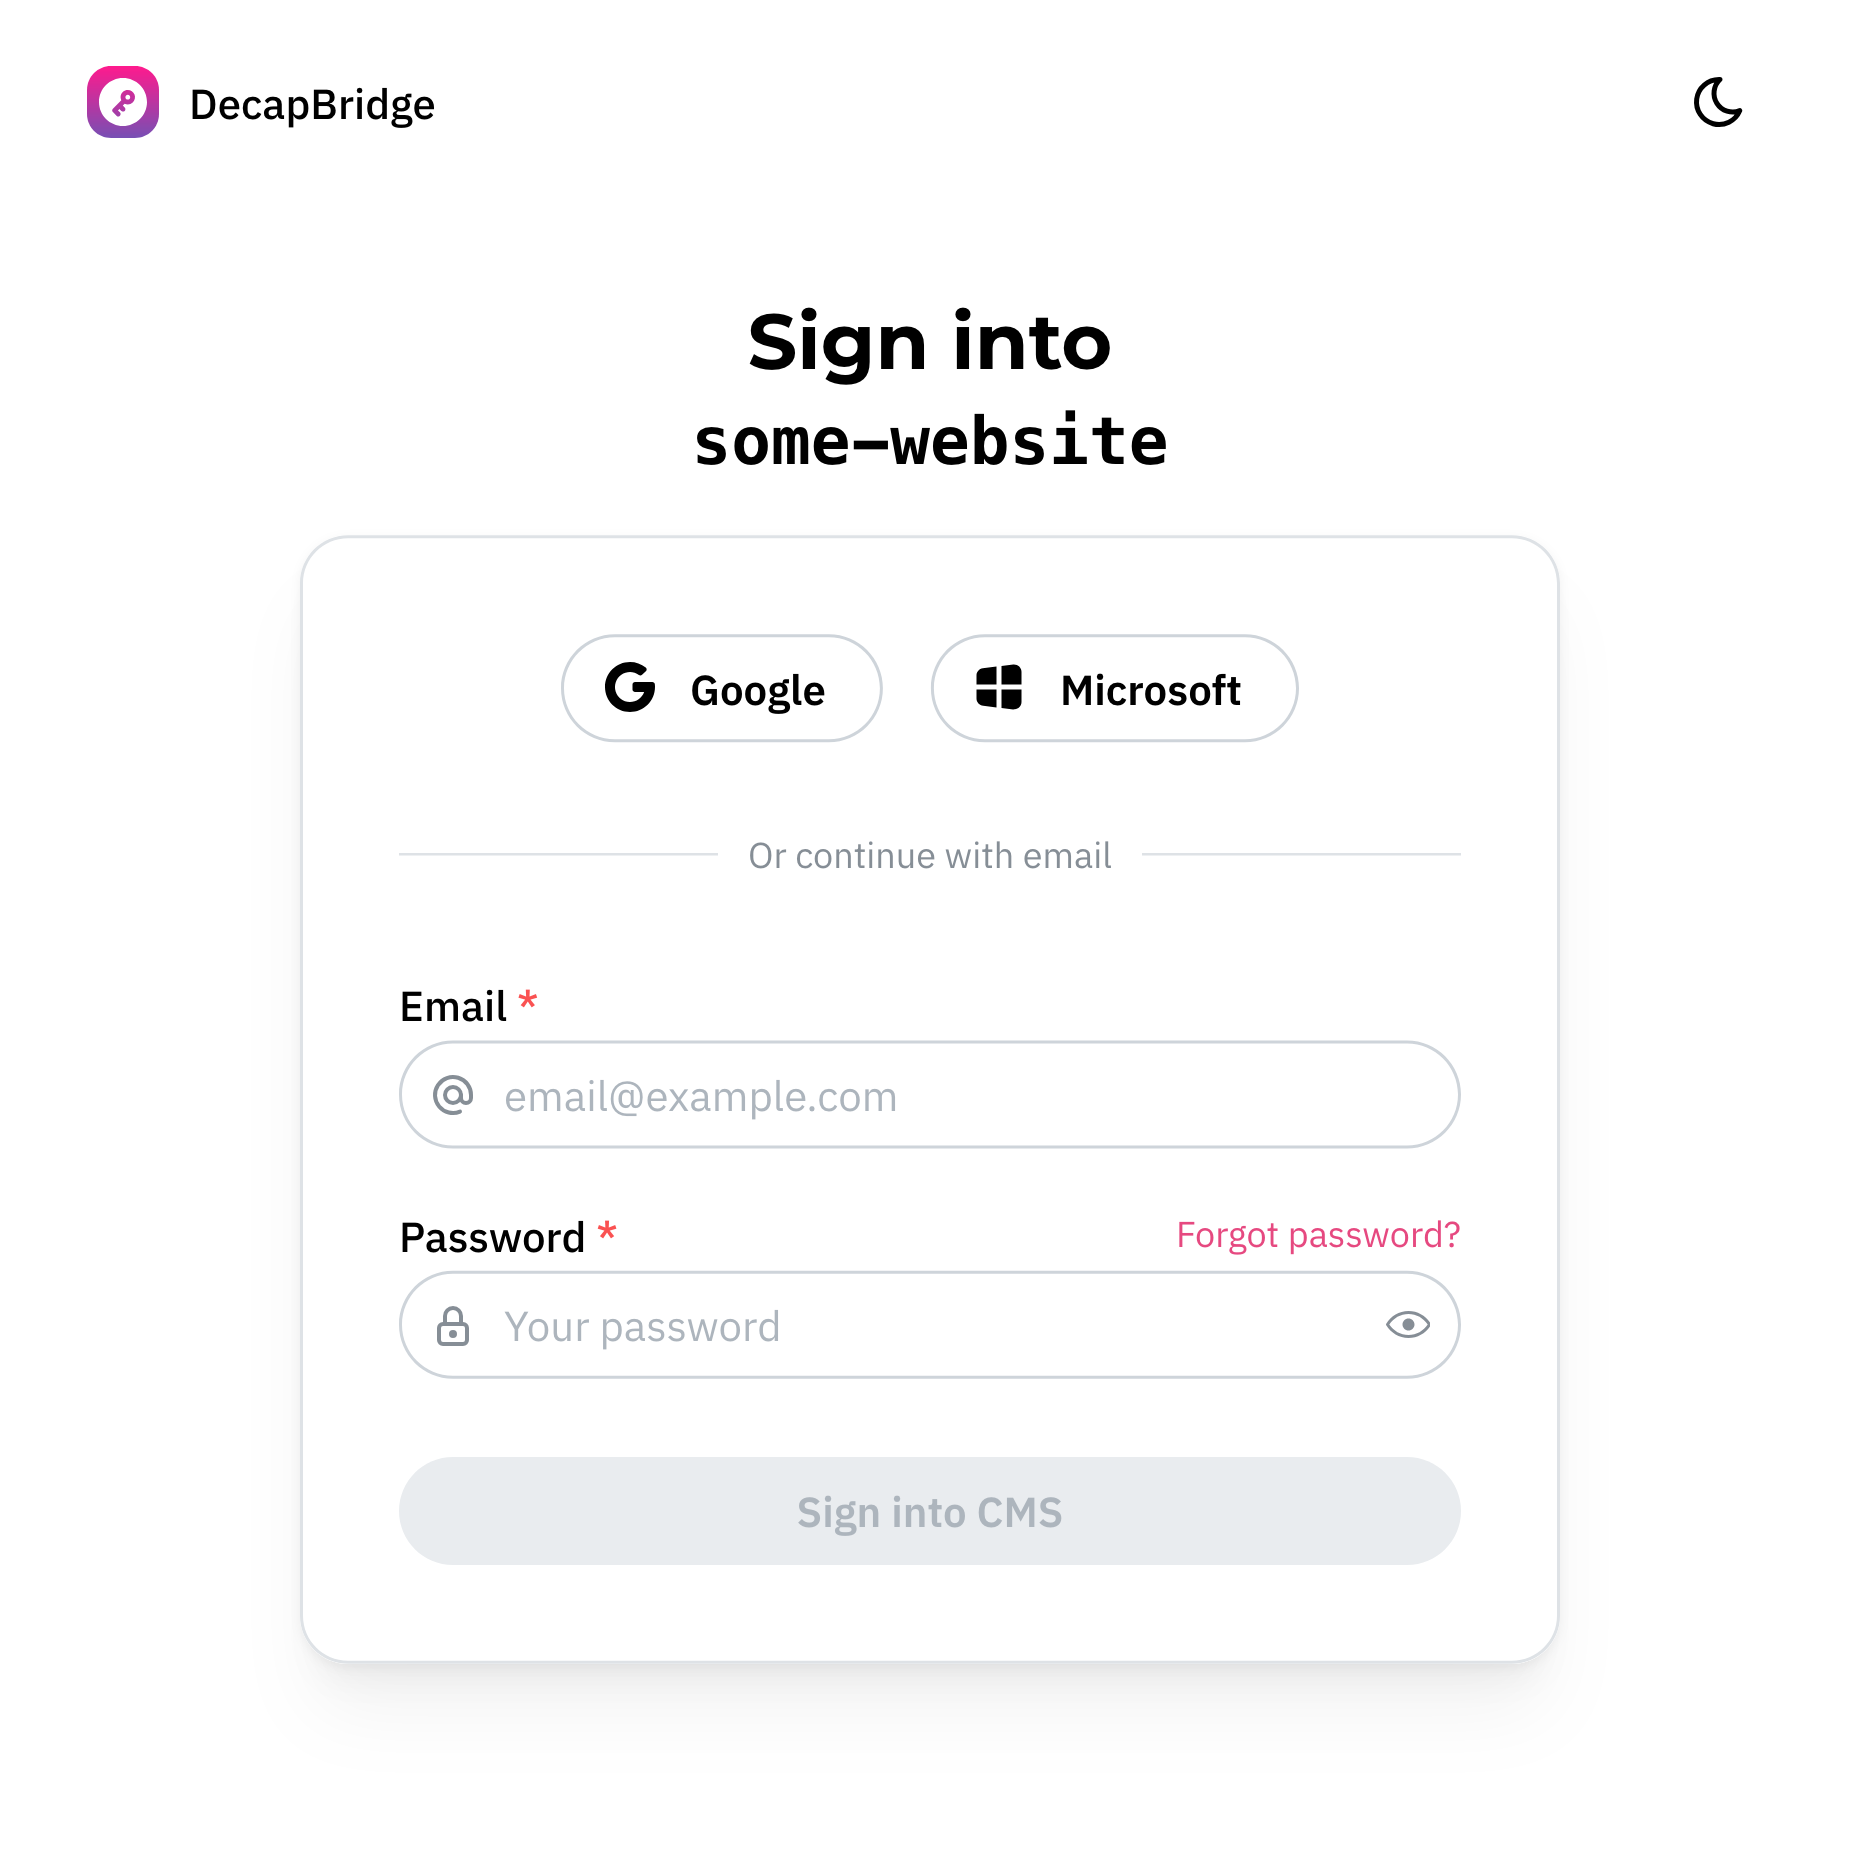 DecapBridge
Sign into
some-website
Google
Microsoft
Or continue with email
Email *
email@example.com
Password *
Forgot password?
Your password
Sign into CMS